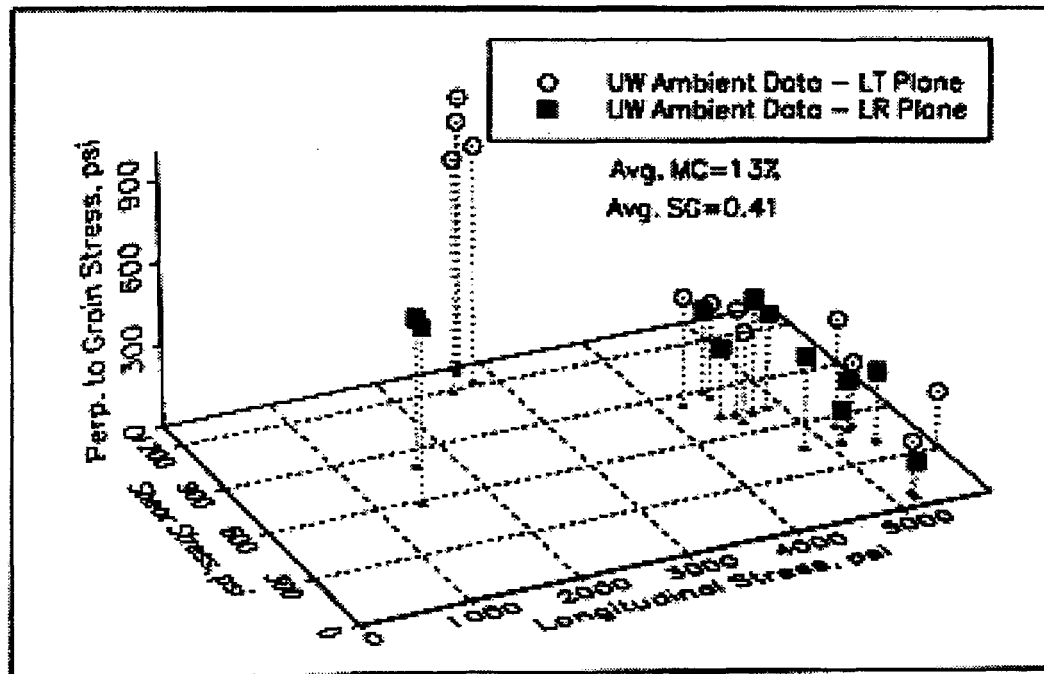 UW Ambient Data – LT Plane
UW Ambient Data – LR Plane
Avg. MC=13%
Avg. SG=0.41
Perp. to Grain Stress, psi
900
600
300
0
1200
900
600
300
0
Shear Stress, psi
0
1000
2000
3000
4000
5000
Longitudinal Stress, psi